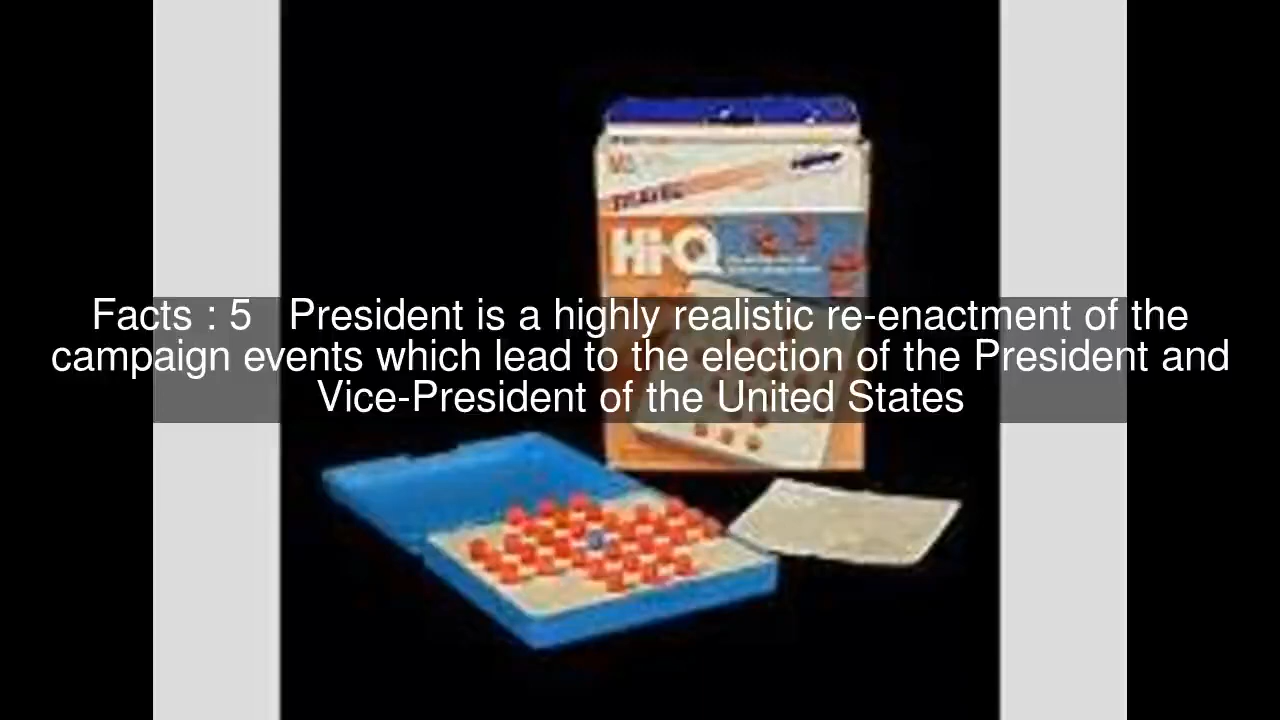 TRAVEL
Hi-Q
Facts : 5 President is a highly realistic re-enactment of the
campaign events which lead to the election of the President and
Vice-President of the United States